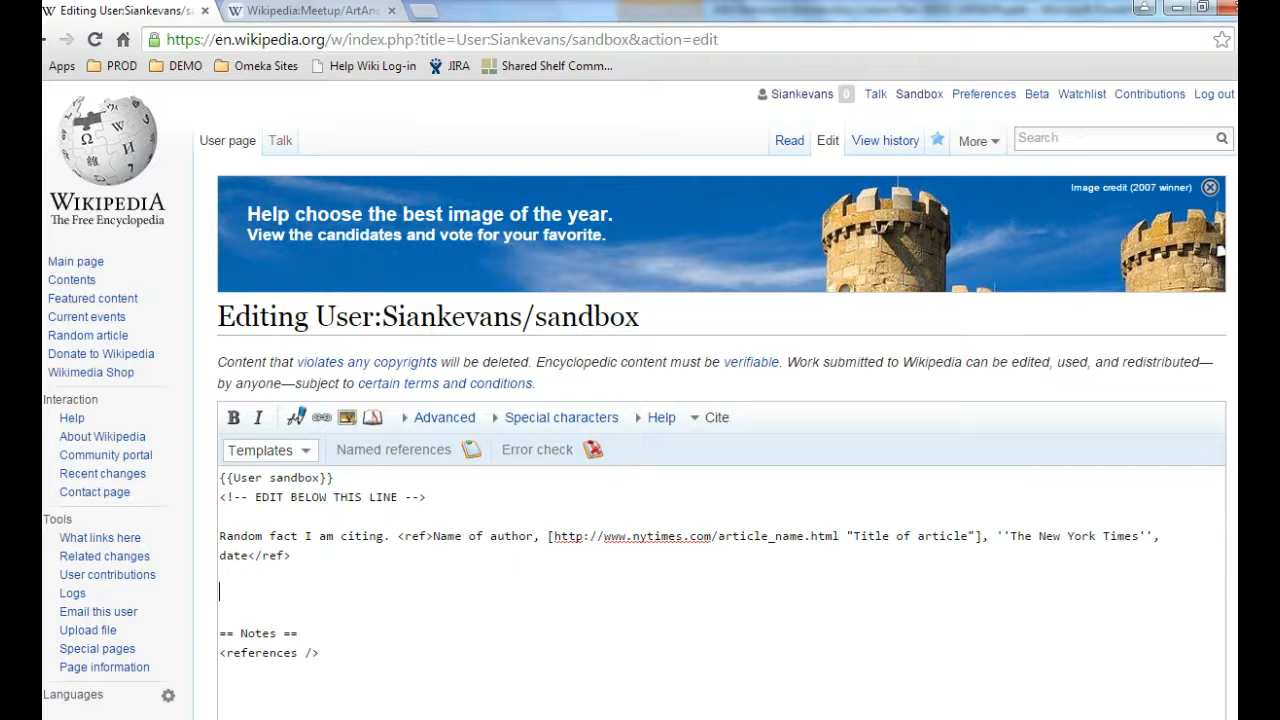 Editing User:Siankevans/s
Wikipedia:Meetup/ArtAn
https://en.wikipedia.org/w/index.php?title=User:Siankevans/sandbox&action=edit
Apps PROD DEMO Omeka Sites Help Wiki Log-in JIRA Shared Shelf Comm...
Siankevans 0 Talk Sandbox Preferences Beta Watchlist Contributions Log out
User page Talk Read Edit View history More Search
WIKIPEDIA
The Free Encyclopedia
Image credit (2007 winner)
Help choose the best image of the year.
View the candidates and vote for your favorite.
Main page
Contents
Featured content
Current events
Random article
Donate to Wikipedia
Wikimedia Shop
Interaction
Help
About Wikipedia
Community portal
Recent changes
Contact page
Tools
What links here
Related changes
User contributions
Logs
Email this user
Upload file
Special pages
Page information
Languages
Editing User:Siankevans/sandbox
Content that violates any copyrights will be deleted. Encyclopedic content must be verifiable. Work submitted to Wikipedia can be edited, used, and redistributed—
by anyone—subject to certain terms and conditions.
B I Advanced Special characters Help Cite
Templates Named references Error check
{{User sandbox}}
<!-- EDIT BELOW THIS LINE -->
Random fact I am citing. <ref>Name of author, [http://www.nytimes.com/article_name.html "Title of article"], ''The New York Times'',
date</ref>
== Notes ==
<references />